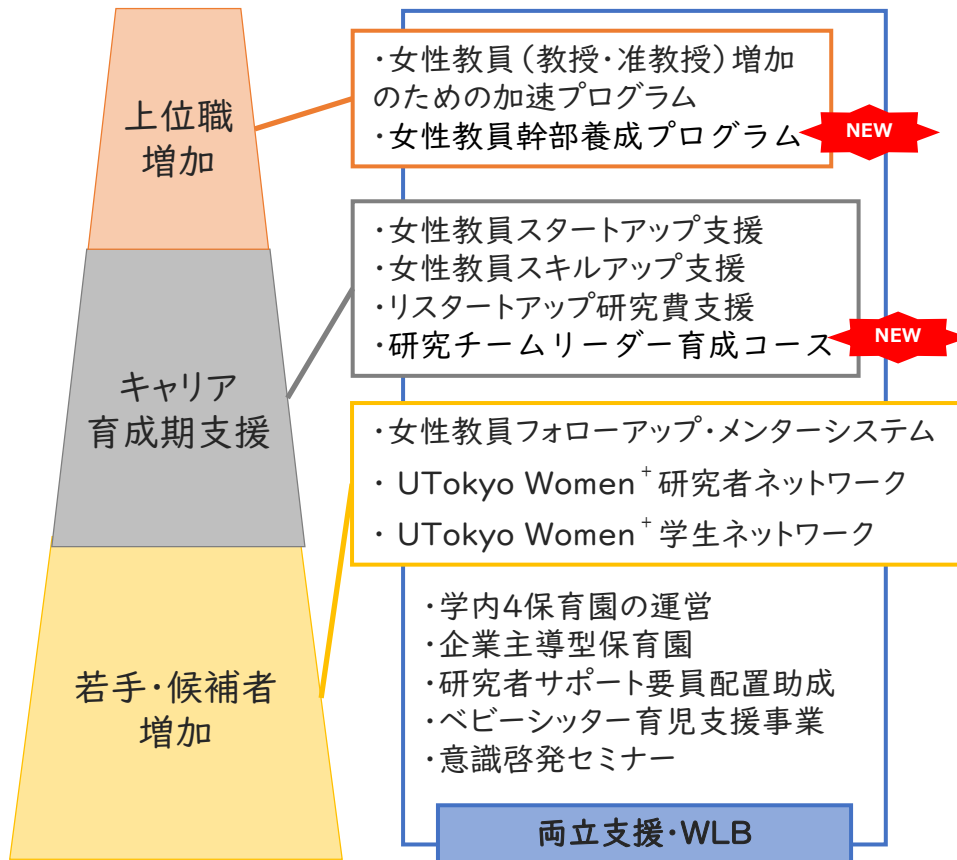 上位職
増加
・女性教員(教授・准教授)増加
のための加速プログラム
・女性教員幹部養成プログラム
NEW
キャリア
育成期支援
・女性教員スタートアップ支援
・女性教員スキルアップ支援
・リスタートアップ研究費支援
・研究チームリーダー育成コース
NEW
若手・候補者
増加
・女性教員フォローアップ・メンターシステム
・UTokyo Women⁺研究者ネットワーク
・UTokyo Women⁺学生ネットワーク
・学内4保育園の運営
・企業主導型保育園
・研究者サポート要員配置助成
・ベビーシッター育児支援事業
・意識啓発セミナー
両立支援・WLB